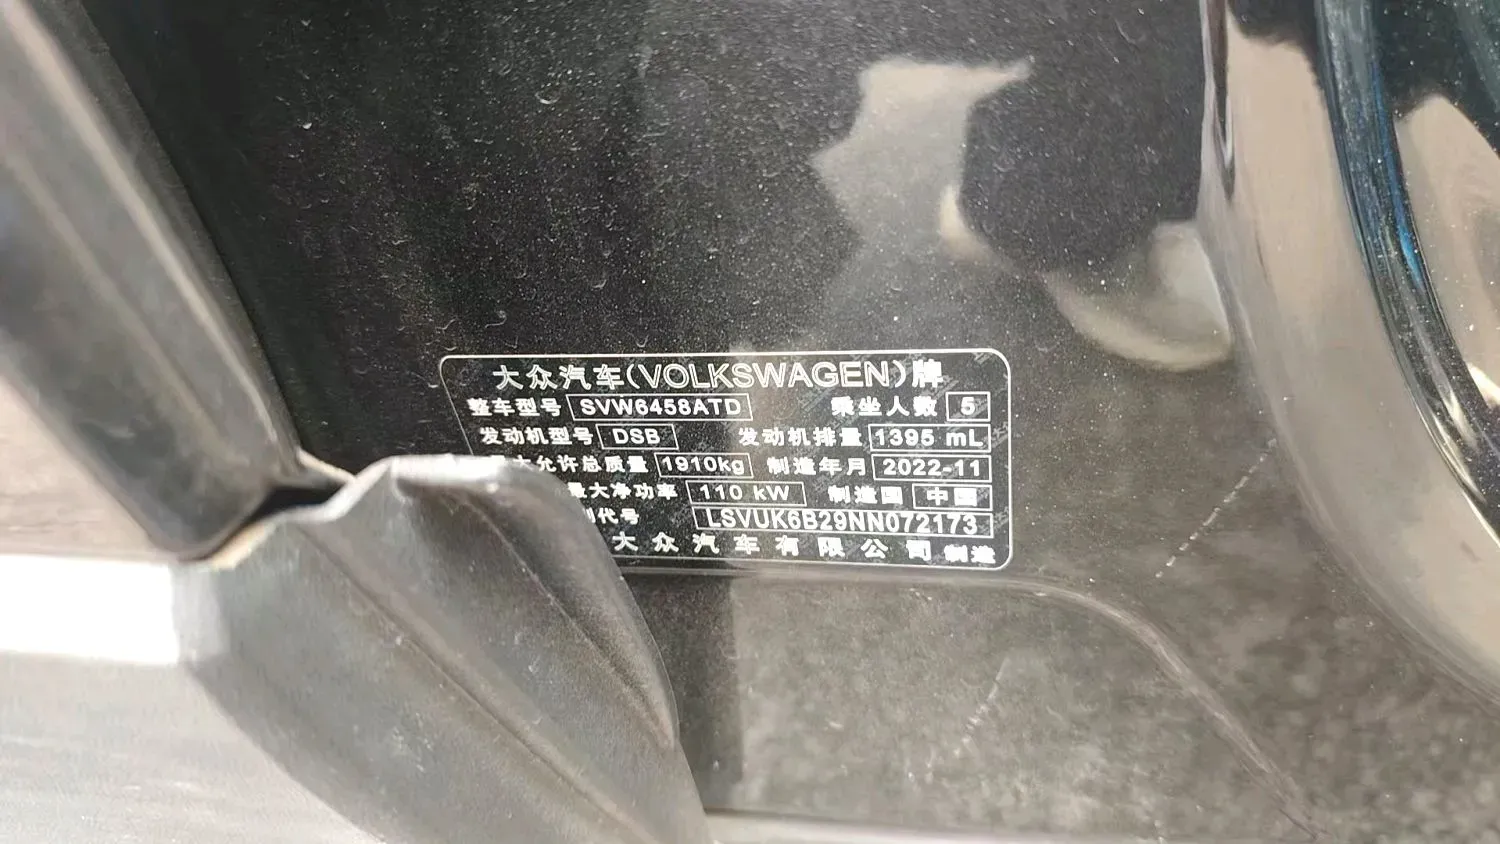 大众汽车(VOLKSWAGEN)牌
整车型号 SVW6458ATD 乘坐人数 5
发动机型号 DSB 发动机排量 1395 mL
大允许总质量 1910kg 制造年月 2022-11
最大净功率 110 kW 制造国 中国
代号 LSVUK6B29NN072173
大众汽车有限公司 制造